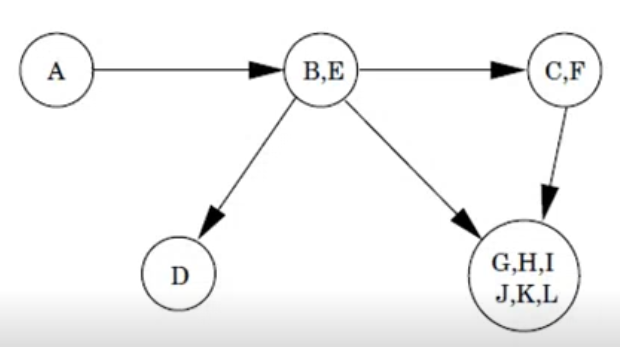 A
B,E
C,F
D
G,H,I
J,K,L